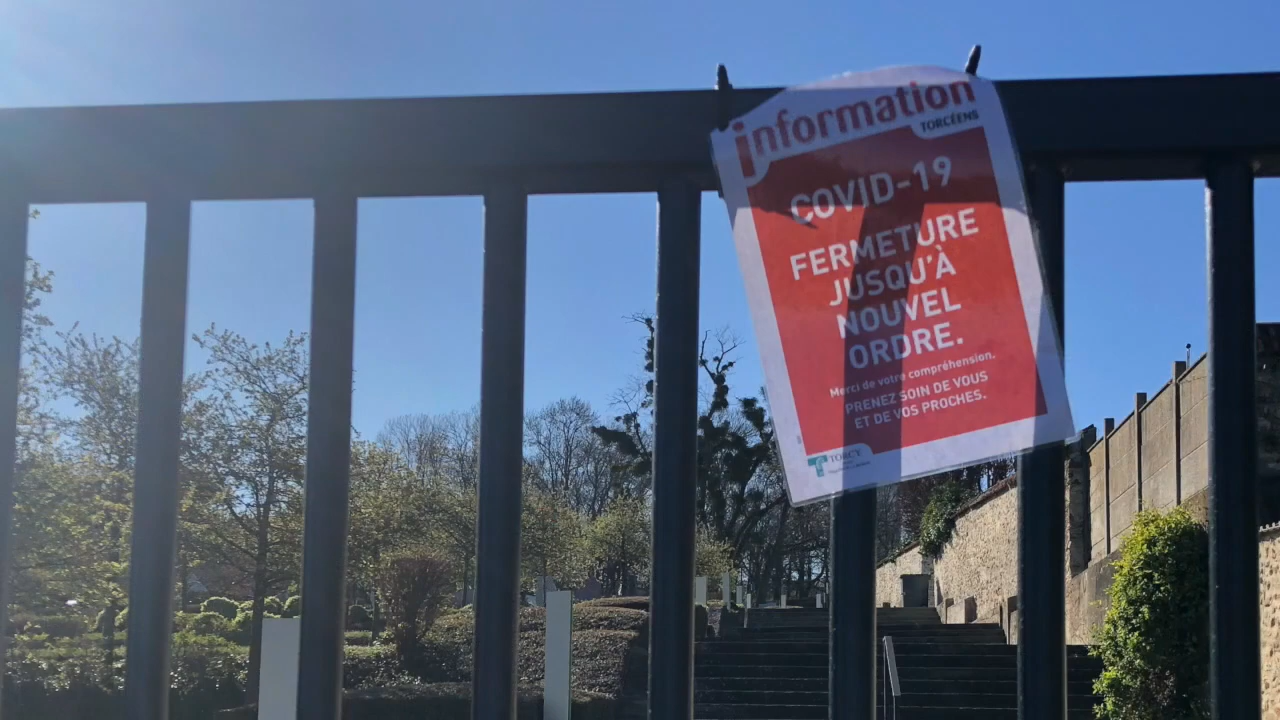 information
TORCÉENS
COVID-19
FERMETURE
JUSQU'À
NOUVEL
ORDRE.
Merci de votre compréhension.
PRENEZ SOIN DE VOUS
ET DE VOS PROCHES.
TORCY